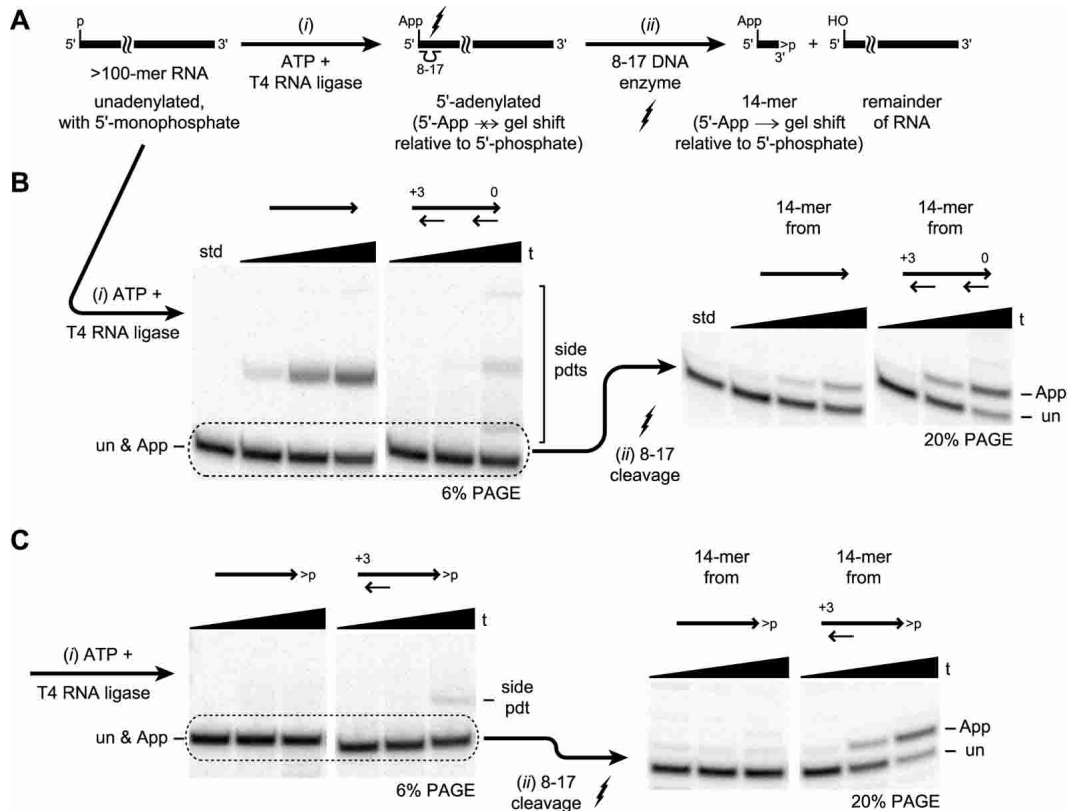 A
p
5'
3'
>100-mer RNA
unadenylated,
with 5'-monophosphate
(i)
ATP +
T4 RNA ligase
App
5'
3'
8-17
5'-adenylated
(5'-App gel shift
relative to 5'-phosphate)
(ii)
8-17 DNA
enzyme
App
5'
>p
3'
+
HO
5'
3'
14-mer
(5'-App → gel shift
relative to 5'-phosphate)
remainder
of RNA
B
(i) ATP +
T4 RNA ligase
std
+3
0
t
un & App
side
pdts
6% PAGE
(ii) 8-17
cleavage
14-mer
from
14-mer
from
std
+3
0
t
App
un
20% PAGE
C
(i) ATP +
T4 RNA ligase
>p
+3
>p
t
side
pdt
un & App
6% PAGE
(ii) 8-17
cleavage
14-mer
from
14-mer
from
>p
+3
>p
t
App
un
20% PAGE